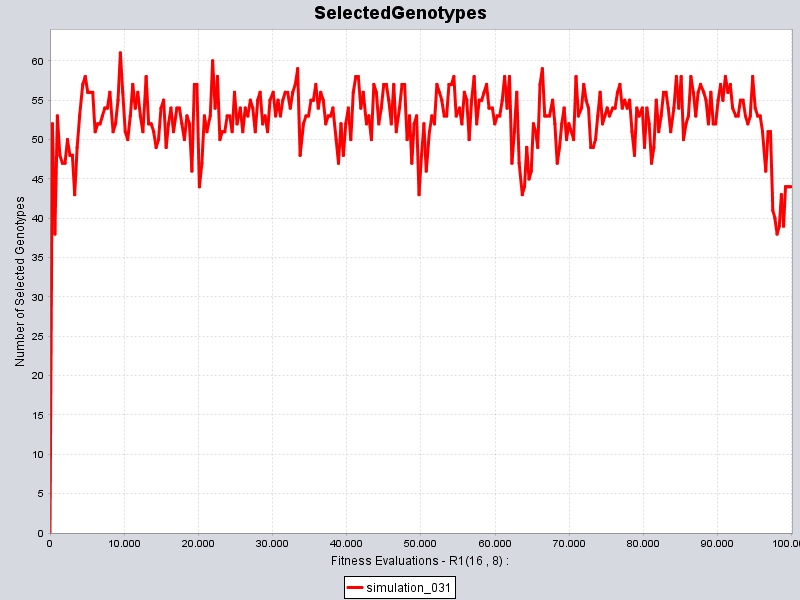 SelectedGenotypes
Number of Selected Genotypes
60
55
50
45
40
35
30
25
20
15
10
5
0
0 10.000 20.000 30.000 40.000 50.000 60.000 70.000 80.000 90.000 100.00
Fitness Evaluations - R1(16 , 8) :
simulation_031